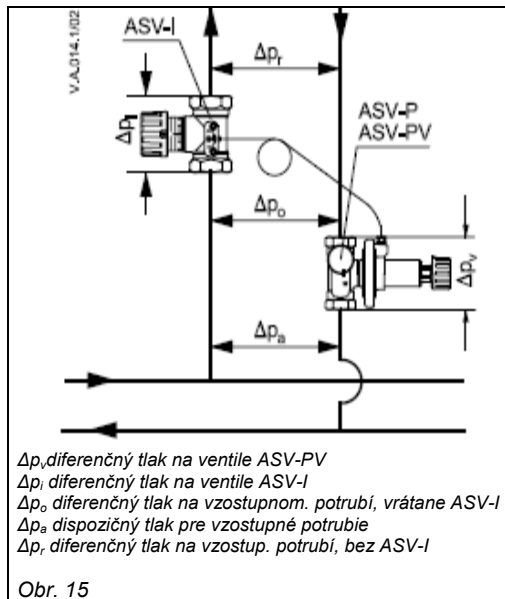 V.A.014.1/02
ASV-I
Δpᵣ
Δpᵢ
ASV-P
ASV-PV
Δpₒ
Δpᵥ
Δpₐ
Δpᵥdiferenčný tlak na ventile ASV-PV
Δpᵢ diferenčný tlak na ventile ASV-I
Δpₒ diferenčný tlak na vzostupnom. potrubí, vrátane ASV-I
Δpₐ dispozičný tlak pre vzostupné potrubie
Δpᵣ diferenčný tlak na vzostup. potrubí, bez ASV-I
Obr. 15